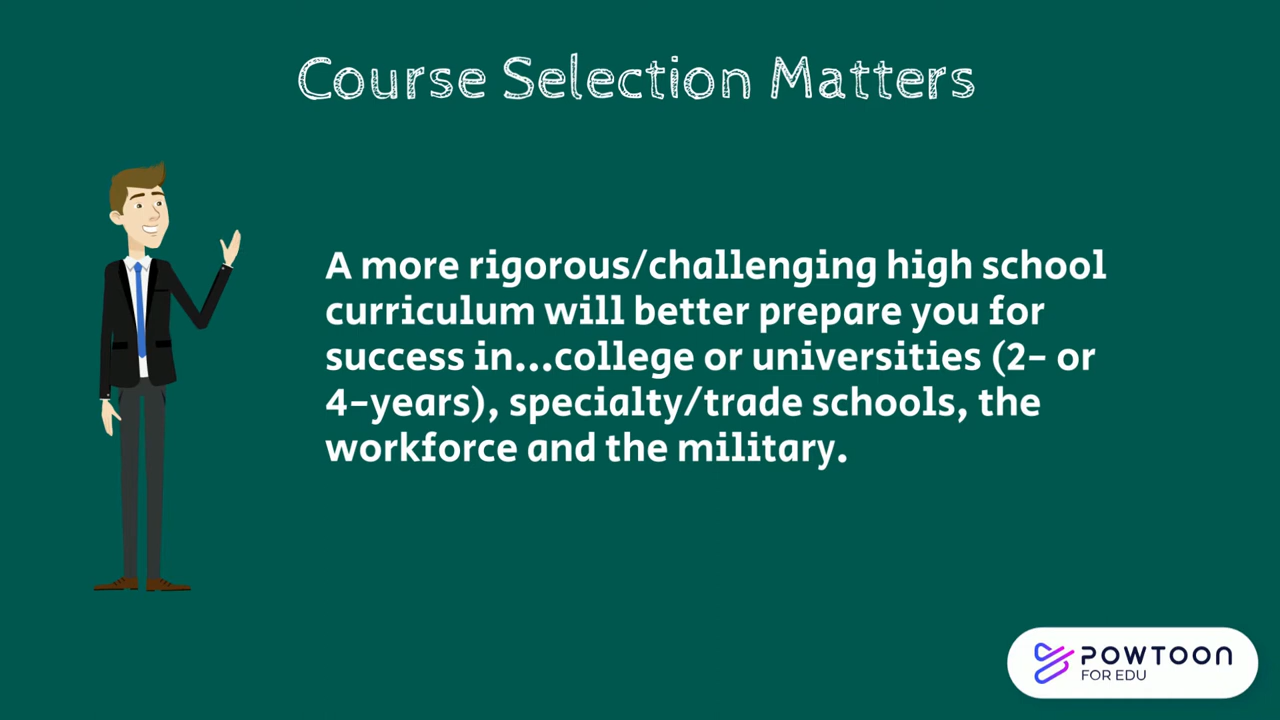 Course Selection Matters
A more rigorous/challenging high school
curriculum will better prepare you for
success in...college or universities (2- or
4-years), specialty/trade schools, the
workforce and the military.
POWTOON
FOR EDU